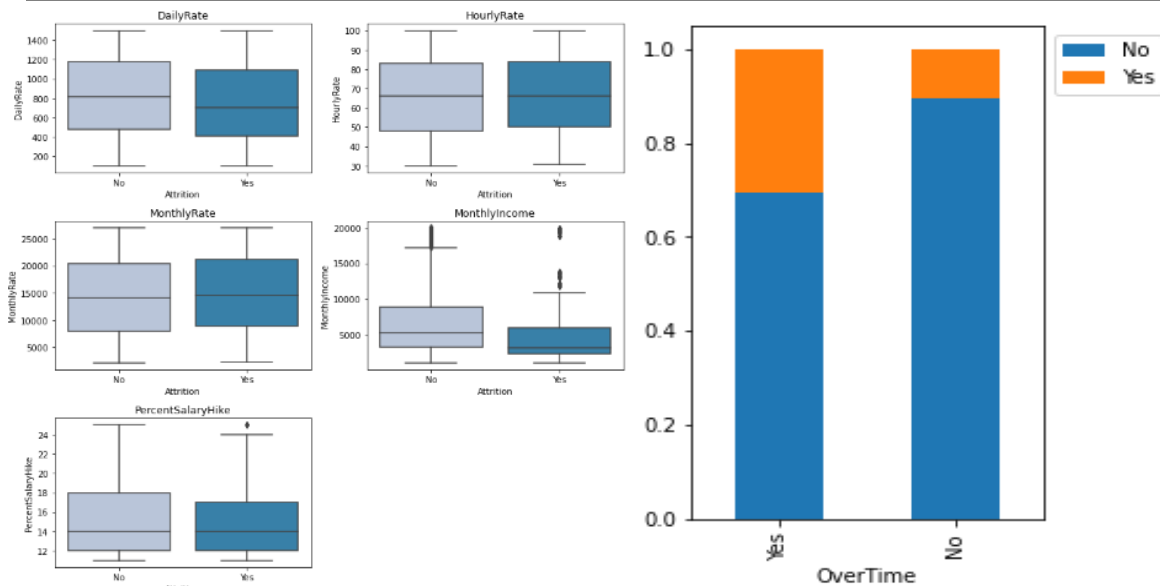 DailyRate
1400
1200
1000
800
600
400
200
DailyRate
No
Yes
Attrition
HourlyRate
100
90
80
70
60
50
40
30
HourlyRate
No
Yes
Attrition
MonthlyRate
25000
20000
15000
10000
5000
MonthlyRate
No
Yes
Attrition
MonthlyIncome
20000
15000
10000
5000
MonthlyIncome
No
Yes
Attrition
PercentSalaryHike
24
22
20
18
16
14
12
PercentSalaryHike
No
Yes
1.0
0.8
0.6
0.4
0.2
0.0
Yes
No
OverTime
No
Yes